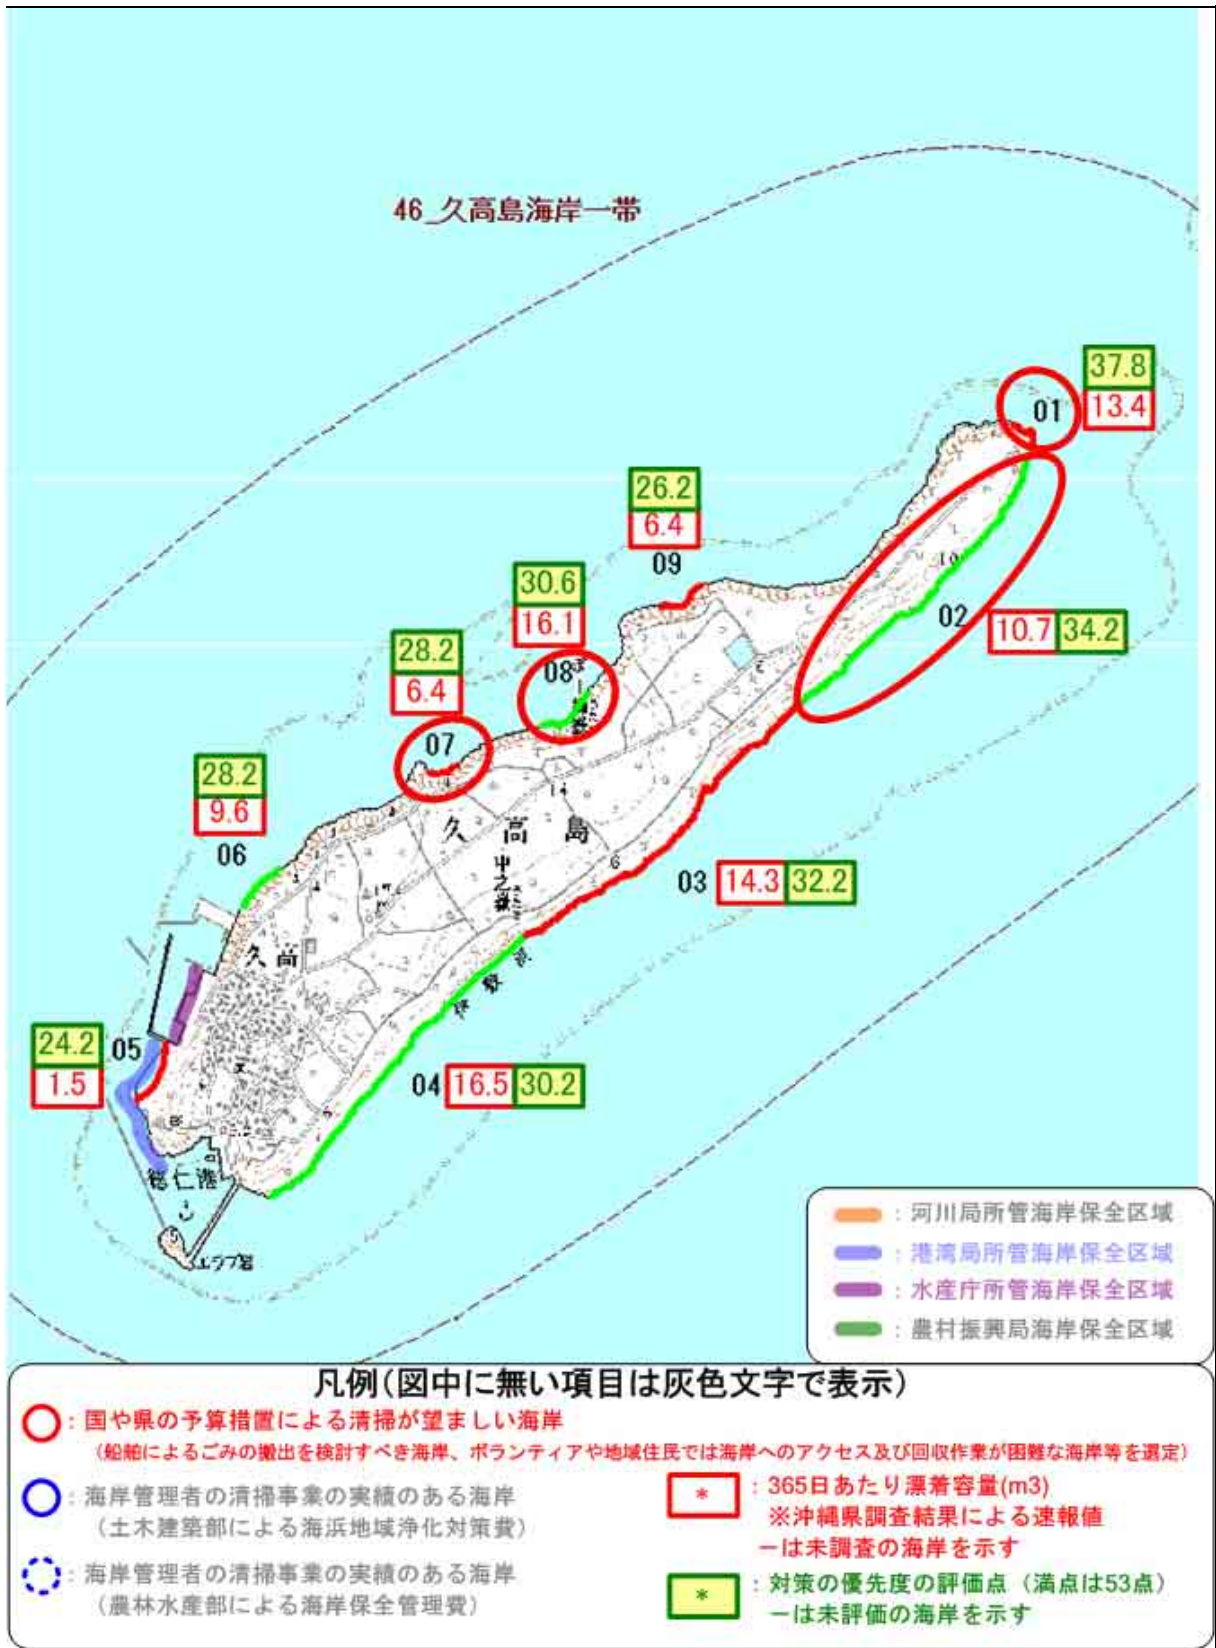 46_久高島海岸一帯
37.8
13.4
01
26.2
6.4
09
30.6
16.1
08
02
10.7 34.2
28.2
6.4
07
28.2
9.6
06
久高島
中之嶽
03 14.3 32.2
久高
24.2
1.5
05
04 16.5 30.2
徳仁港
エラブ岩
: 河川局所管海岸保全区域
: 港湾局所管海岸保全区域
: 水産庁所管海岸保全区域
: 農村振興局海岸保全区域
凡例(図中に無い項目は灰色文字で表示)
: 国や県の予算措置による清掃が望ましい海岸
(船舶によるごみの搬出を検討すべき海岸、ボランティアや地域住民では海岸へのアクセス及び回収作業が困難な海岸等を選定)
: 海岸管理者の清掃事業の実績のある海岸
(土木建築部による海浜地域浄化対策費)
: 海岸管理者の清掃事業の実績のある海岸
(農林水産部による海岸保全管理費)
* : 365日あたり漂着容量(m3)
※沖縄県調査結果による速報値
－は未調査の海岸を示す
* : 対策の優先度の評価点（満点は53点）
－は未評価の海岸を示す